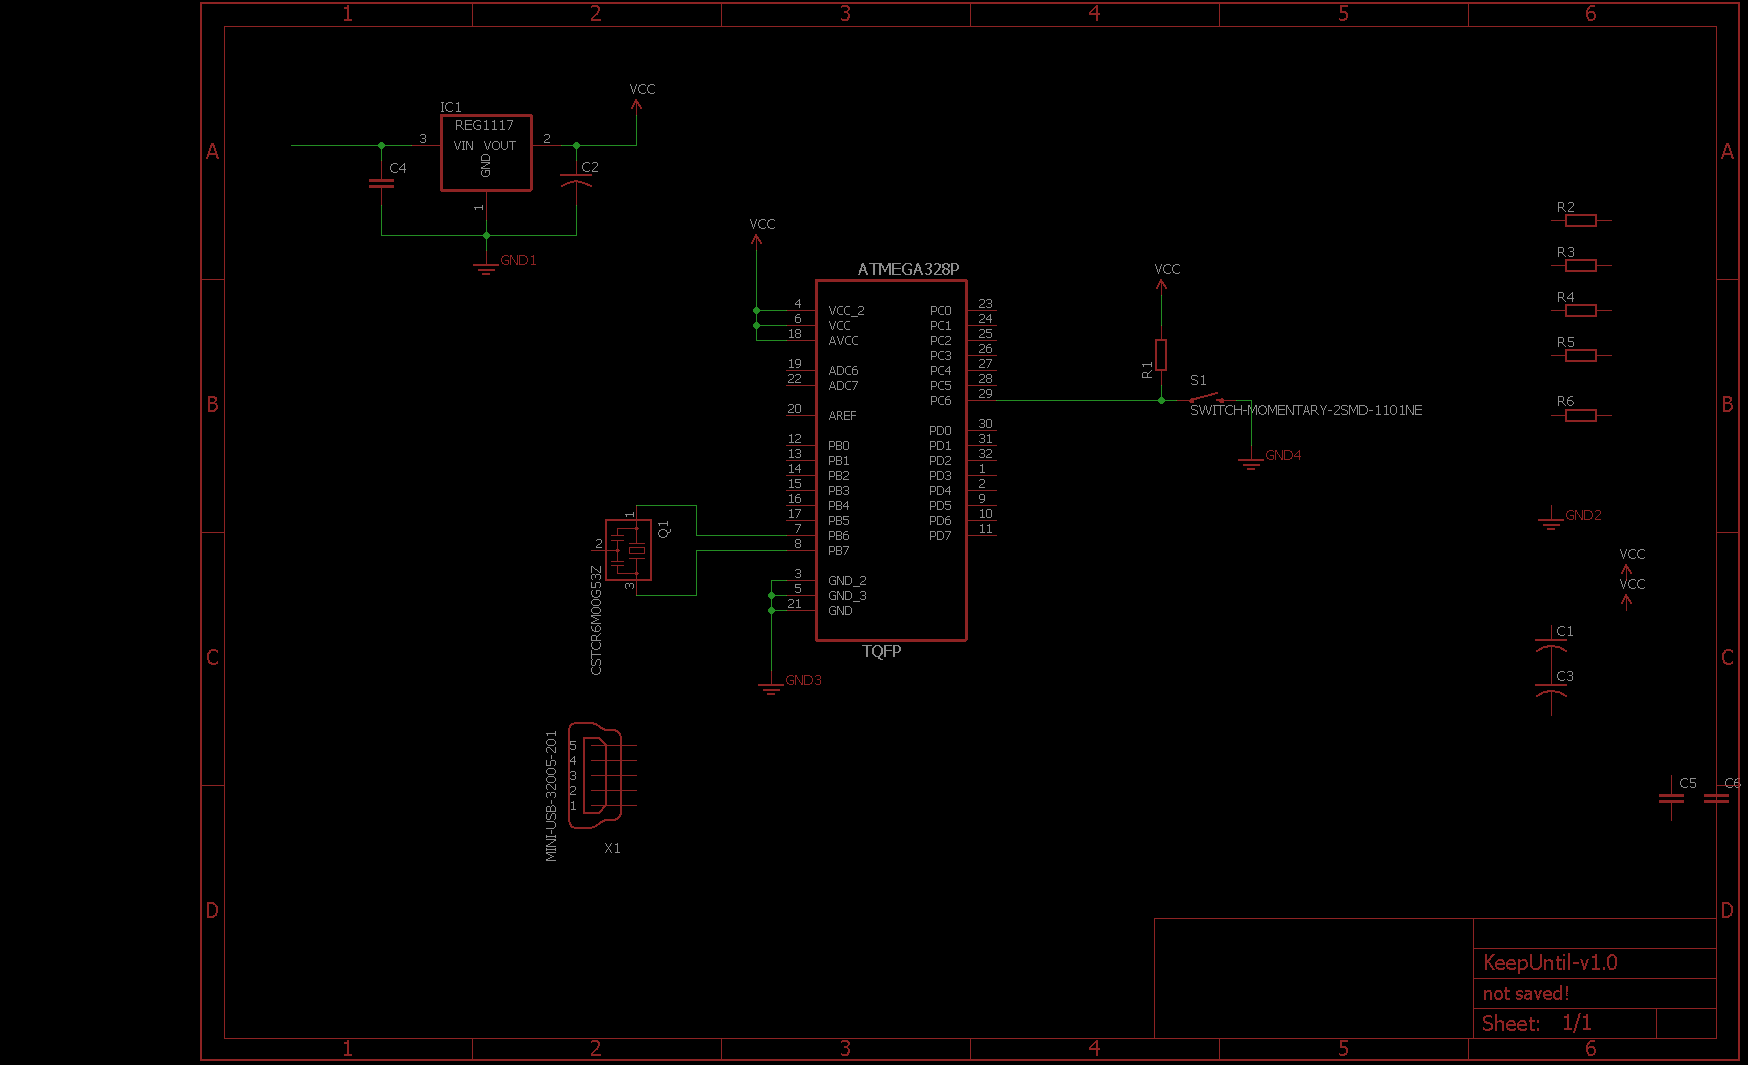 1 2 3 4 5 6
A A
B B
C C
D D
IC1
REG1117
VIN VOUT
GND
3
2
1
C4
C2
VCC
GND1
VCC
ATMEGA328P
4 VCC_2
6 VCC
18 AVCC
19 ADC6
22 ADC7
20 AREF
12 PB0
13 PB1
14 PB2
15 PB3
16 PB4
17 PB5
7 PB6
8 PB7
3 GND_2
5 GND_3
21 GND
PC0 23
PC1 24
PC2 25
PC3 26
PC4 27
PC5 28
PC6 29
PD0 30
PD1 31
PD2 32
PD3 1
PD4 2
PD5 9
PD6 10
PD7 11
TQFP
GND3
VCC
R1
S1
SWITCH-MOMENTARY-2SMD-1101NE
GND4
1
2
3
Q1
CSTCR6M00G53Z
MINI-USB-32005-201
5
4
3
2
1
X1
R2
R3
R4
R5
R6
GND2
VCC
VCC
C1
C3
C5
C6
KeepUntil-v1.0
not saved!
Sheet: 1/1
1 2 3 4 5 6